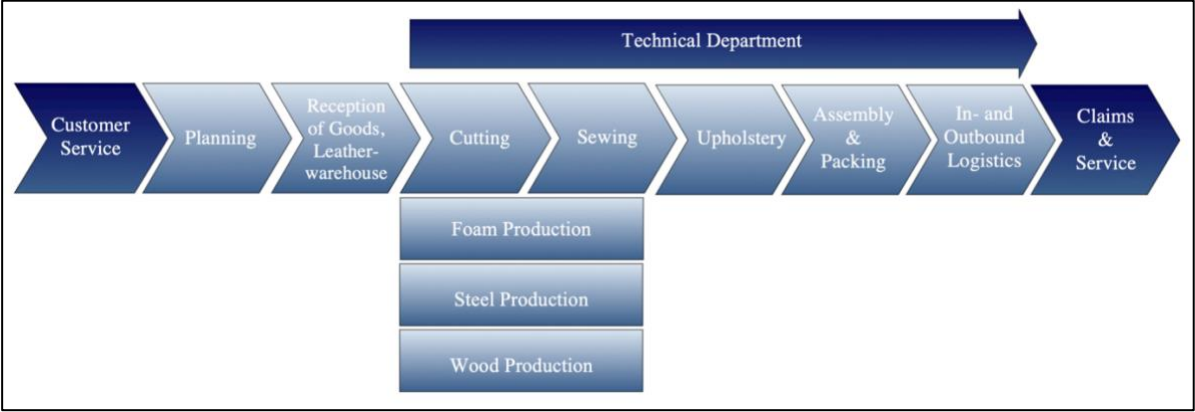 Technical Department
Customer
Service
Planning
Reception
of Goods,
Leather-
warehouse
Cutting
Sewing
Upholstery
Assembly
&
Packing
In- and
Outbound
Logistics
Claims
&
Service
Foam Production
Steel Production
Wood Production